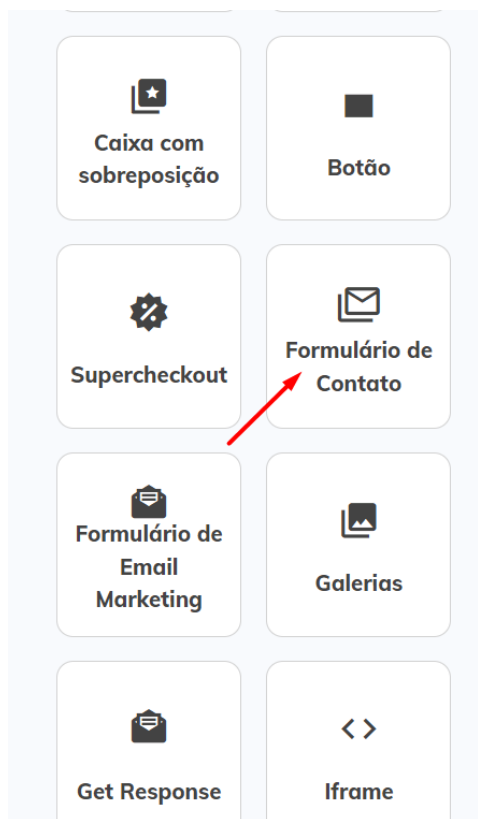 Caixa com
sobreposição
Botão
Supercheckout
Formulário de
Contato
Formulário de
Email
Marketing
Galerias
Get Response
Iframe